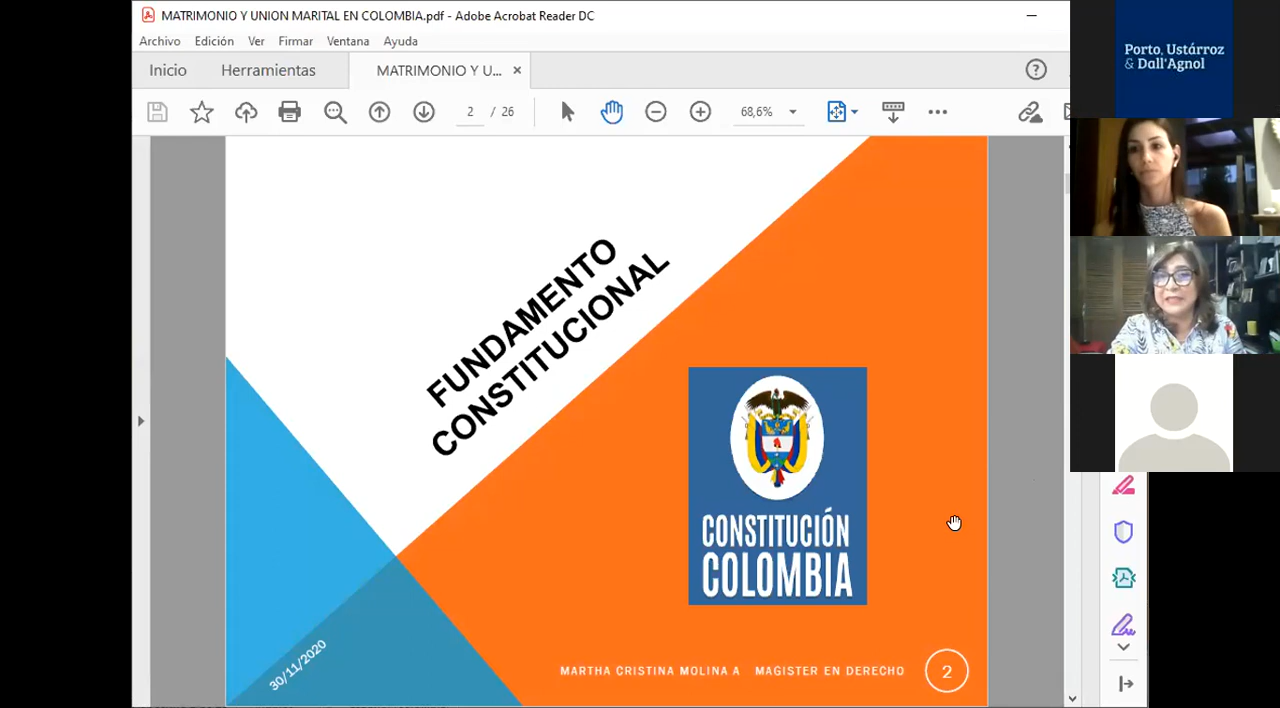 MATRIMONIO Y UNION MARITAL EN COLOMBIA.pdf - Adobe Acrobat Reader DC
Archivo Edición Ver Firmar Ventana Ayuda
Inicio Herramientas MATRIMONIO Y U... ×
2 / 26 68,6%
Porto, Ustárroz
& Dall'Agnol
FUNDAMENTO
CONSTITUCIONAL
CONSTITUCIÓN
COLOMBIA
30/11/2020
MARTHA CRISTINA MOLINA A MAGISTER EN DERECHO
2